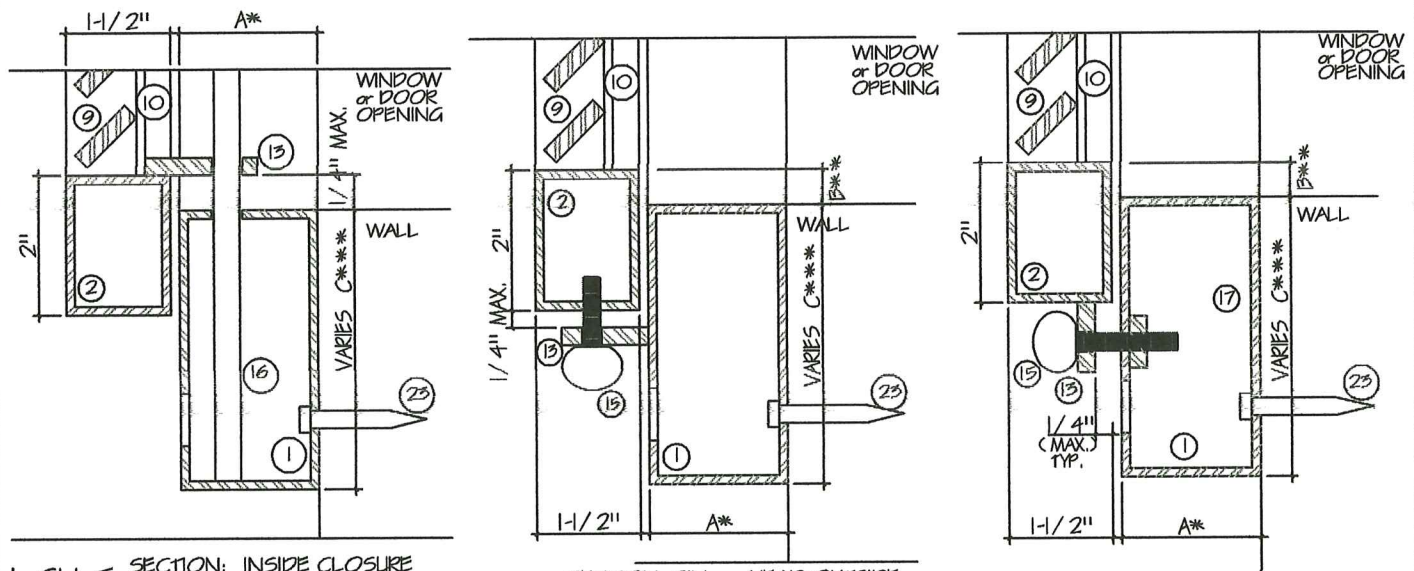 1-1/2" A*
WINDOW
or DOOR
OPENING
9
10
13
1/4" MAX.
2"
2
WALL
VARIES C***
16
23
1
SECTION: INSIDE CLOSURE
WINDOW
or DOOR
OPENING
9
10
B**
2"
2
WALL
1/4" MAX.
VARIES C***
13
15
23
1
1-1/2" A*
WINDOW
or DOOR
OPENING
9
10
B**
2"
2
WALL
VARIES C***
17
15
13
23
1/4"
(MAX.)
TYP.
1
1-1/2" A*